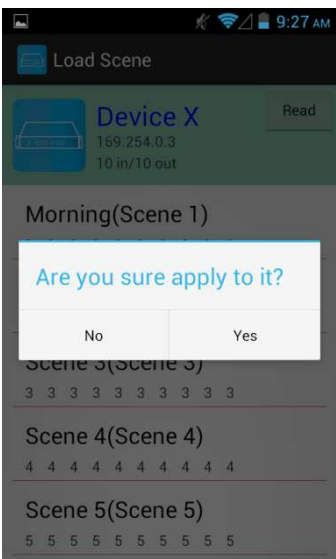 9:27 AM
Load Scene
Device X
Read
169.254.0.3
10 in/10 out
Morning(Scene 1)
Are you sure apply to it?
No Yes
Scene 3(Scene 3)
3 3 3 3 3 3 3 3 3 3
Scene 4(Scene 4)
4 4 4 4 4 4 4 4 4 4
Scene 5(Scene 5)
5 5 5 5 5 5 5 5 5 5